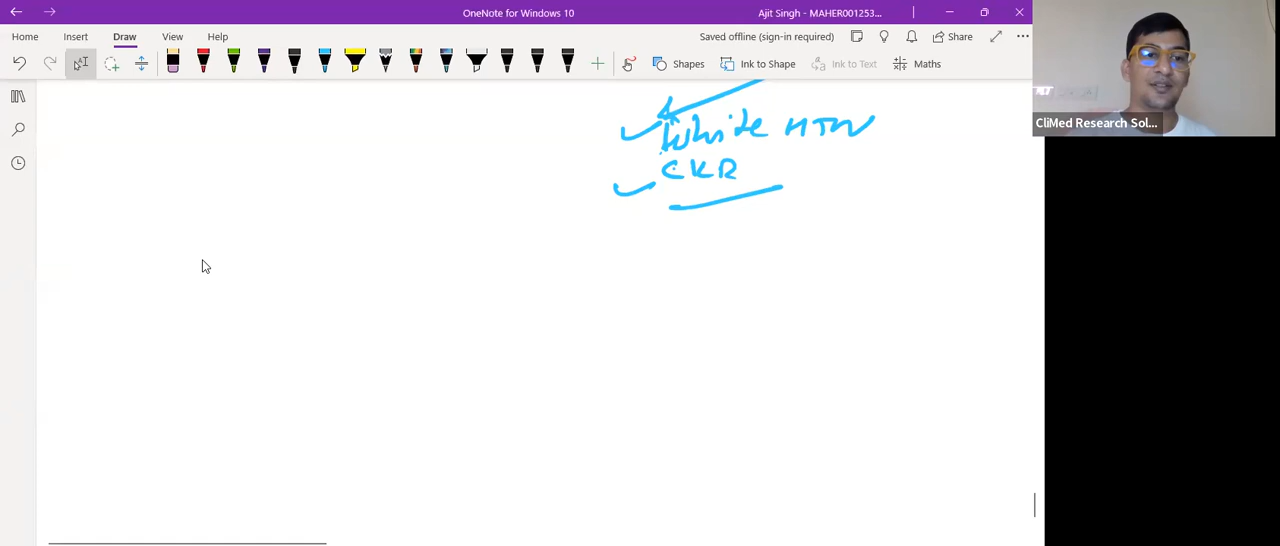 OneNote for Windows 10
Ajit Singh - MAHER001253...
Home Insert Draw View Help
Saved offline (sign-in required) Share
Shapes Ink to Shape Ink to Text Maths
White HTN
CKR
CliMed Research Sol...